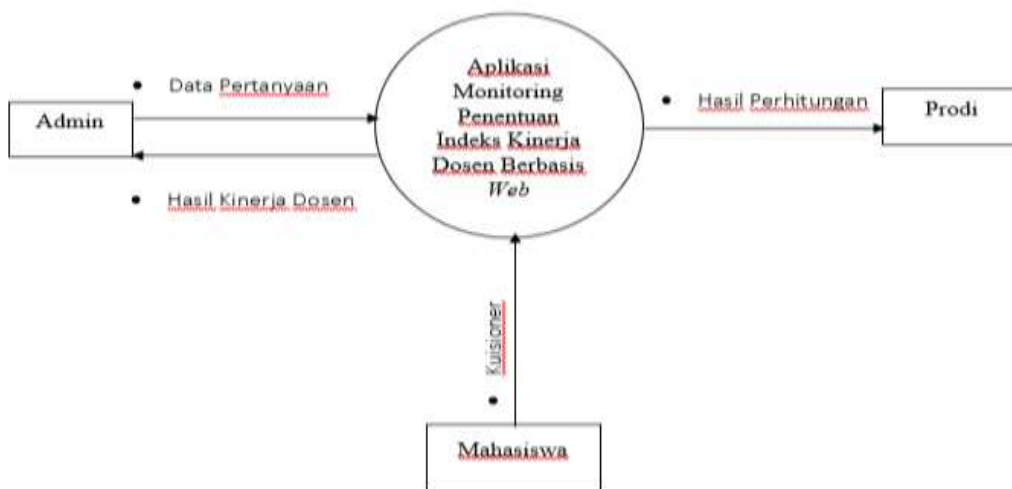 Aplikasi
Monitoring
Penentuan
Indeks Kinerja
Dosen Berbasis
Web
• Data Pertanyaan
Admin
• Hasil Kinerja Dosen
• Hasil Perhitungan
Prodi
• Kuisioner
Mahasiswa